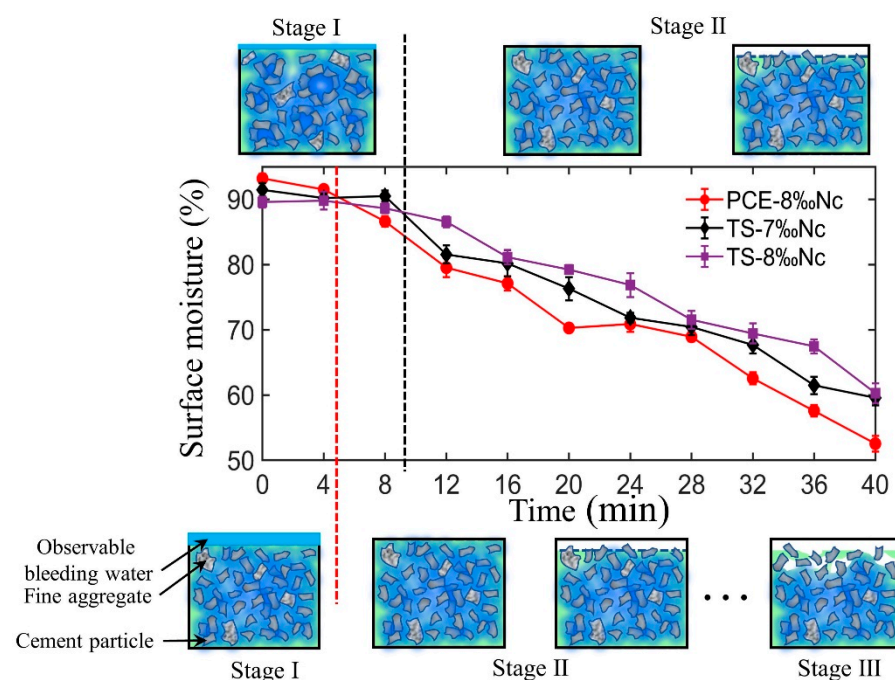 Stage I
Stage II
Surface moisture (%)
90
80
70
60
50
PCE-8‰Nc
TS-7‰Nc
TS-8‰Nc
0 4 8 12 16 20 24 28 32 36 40
Time (min)
Observable
bleeding water
Fine aggregate
Cement particle
Stage I
Stage II
Stage III